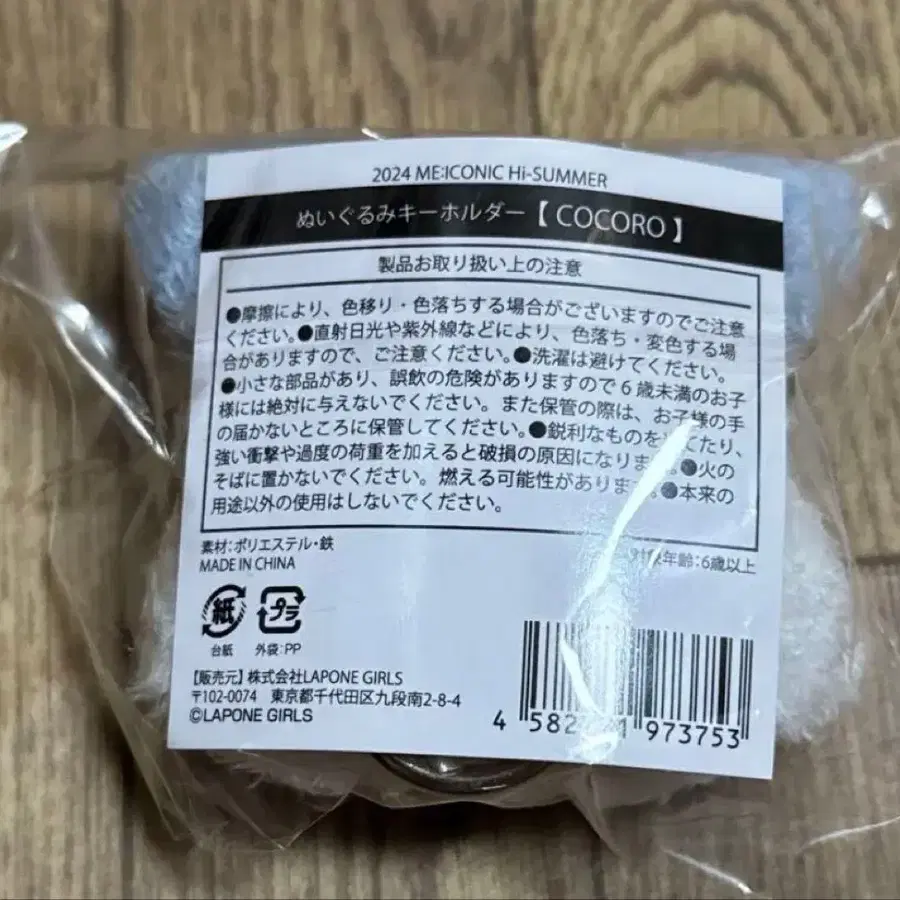 2024 ME:ICONIC Hi-SUMMER
ぬいぐるみキーホルダー【 COCORO 】
製品お取り扱い上の注意
●摩擦により、色移り・色落ちする場合がございますのでご注意
ください。●直射日光や紫外線などにより、色落ち・変色する場
合がありますので、ご注意ください。●洗濯は避けてください。
●小さな部品があり、誤飲の危険がありますので6歳未満のお子
様には絶対に与えないでください。また保管の際は、お子様の手
の届かないところに保管してください。●鋭利なものを当てたり、
強い衝撃や過度の荷重を加えると破損の原因になります。●火の
そばに置かないでください。燃える可能性があります。●本来の
用途以外の使用はしないでください。
素材:ポリエステル・鉄
対象年齢:6歳以上
MADE IN CHINA
紙 プラ
台紙 外袋:PP
【販売元】株式会社LAPONE GIRLS
〒102-0074 東京都千代田区九段南2-8-4
©LAPONE GIRLS
4 973753